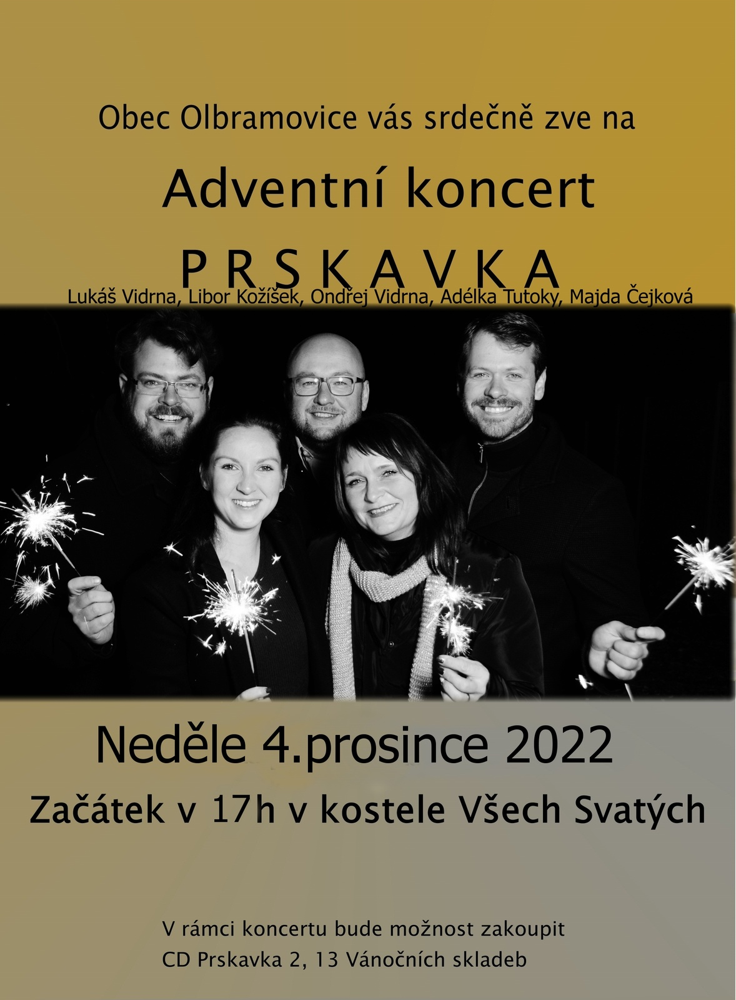 Obec Olbramovice vás srdečně zve na
Adventní koncert
P R S K A V K A
Lukáš Vidrna, Libor Kožíšek, Ondřej Vidrna, Adélka Tutoky, Majda Čejková
Neděle 4.prosince 2022
Začátek v 17h v kostele Všech Svatých
V rámci koncertu bude možnost zakoupit
CD Prskavka 2, 13 Vánočních skladeb